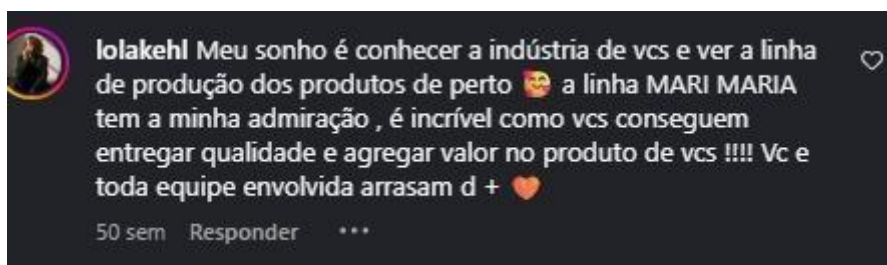 lolakehl Meu sonho é conhecer a indústria de vcs e ver a linha
de produção dos produtos de perto 🥰 a linha MARI MARIA
tem a minha admiração , é incrível como vcs conseguem
entregar qualidade e agregar valor no produto de vcs !!!! Vc e
toda equipe envolvida arrasam d + ❤️
50 sem Responder ...